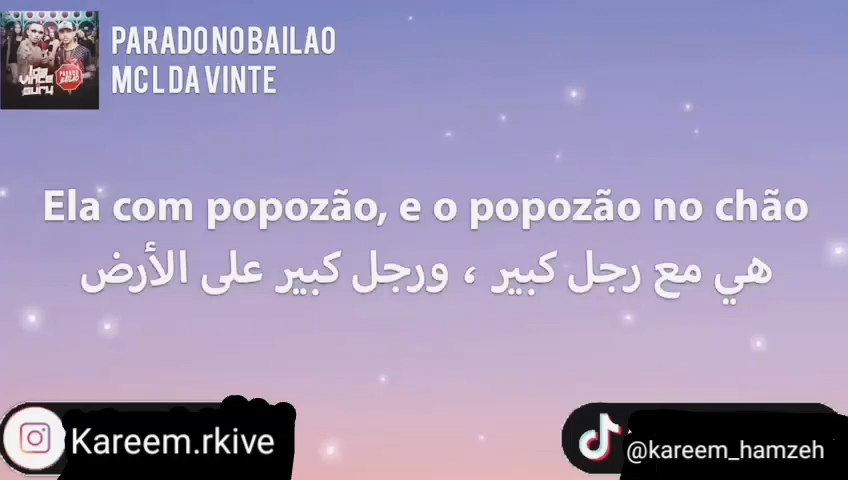 PARADO NO BAILAO
MC L DA VINTE
Ela com popozão, e o popozão no chão
هي مع رجل كبير ، ورجل كبير على الأرض
Kareem.rkive
@kareem_hamzeh